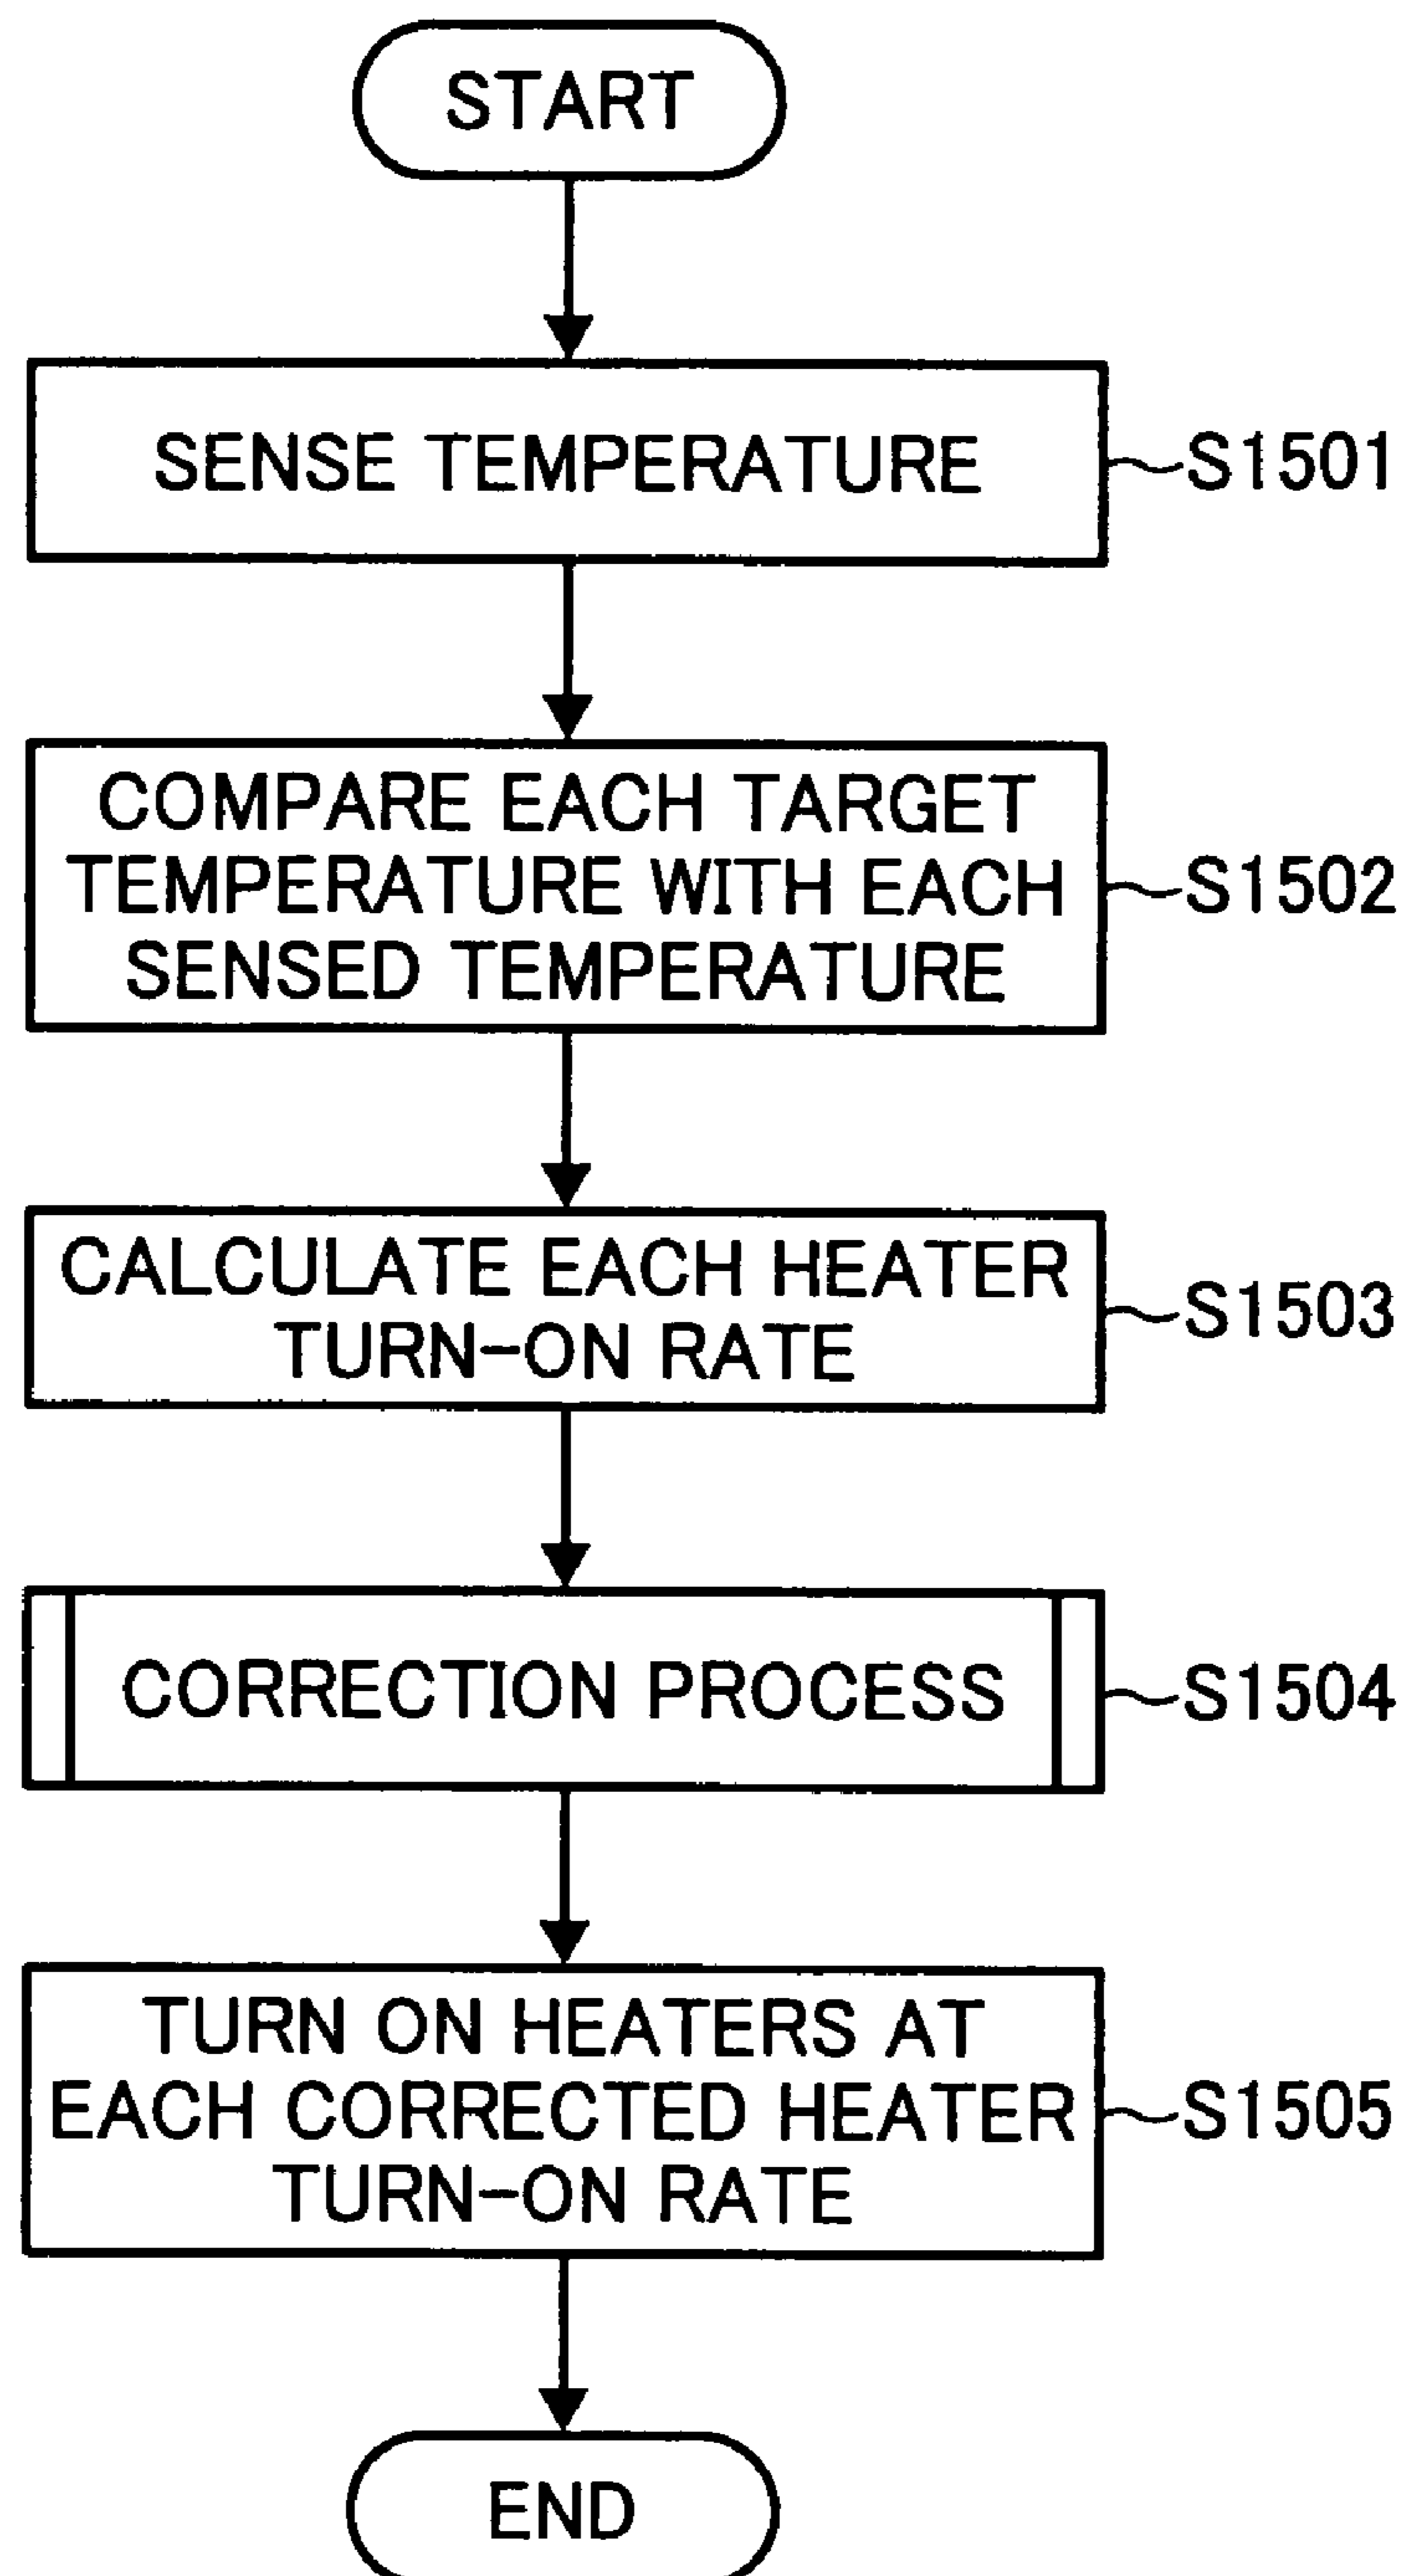 START
SENSE TEMPERATURE
S1501
COMPARE EACH TARGET
TEMPERATURE WITH EACH
SENSED TEMPERATURE
S1502
CALCULATE EACH HEATER
TURN-ON RATE
S1503
CORRECTION PROCESS
S1504
TURN ON HEATERS AT
EACH CORRECTED HEATER
TURN-ON RATE
S1505
END